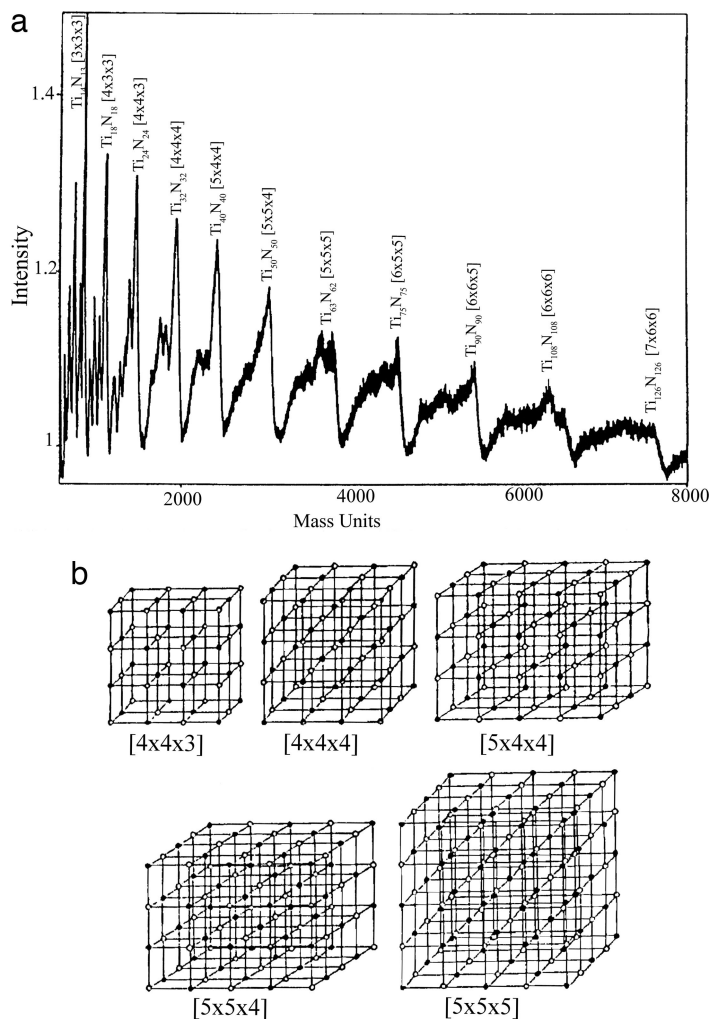 a
Ti₁₄N₁₃ [3x3x3]
Ti₁₈N₁₈ [4x3x3]
Ti₂₄N₂₄ [4x4x3]
Ti₃₂N₃₂ [4x4x4]
Ti₄₀N₄₀ [5x4x4]
Ti₅₀N₅₀ [5x5x4]
Ti₆₃N₆₂ [5x5x5]
Ti₇₅N₇₅ [6x5x5]
Ti₉₀N₉₀ [6x6x5]
Ti₁₀₈N₁₀₈ [6x6x6]
Ti₁₂₆N₁₂₆ [7x6x6]
Intensity
1.4
1.2
1
2000 4000 6000 8000
Mass Units
b
[4x4x3] [4x4x4] [5x4x4]
[5x5x4] [5x5x5]